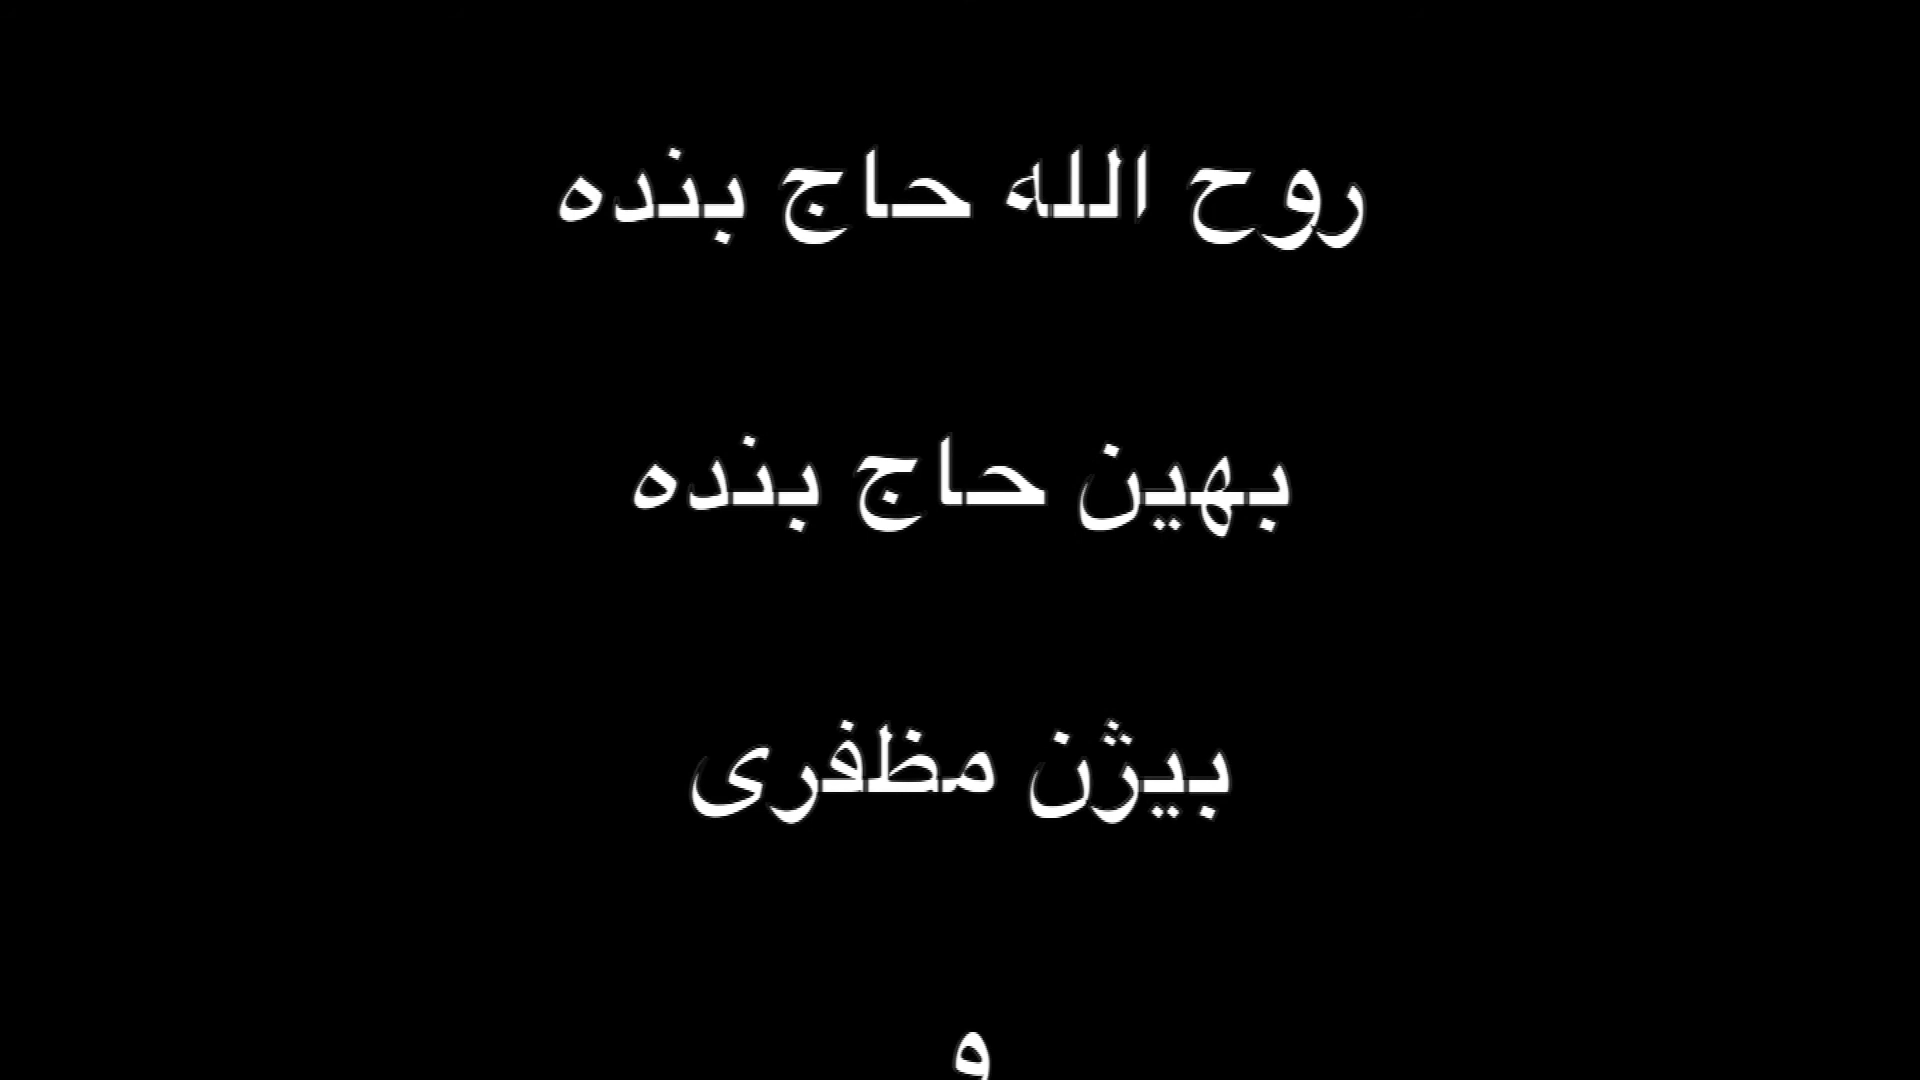 روح الله حاج بنده
بهین حاج بنده
بیژن مظفری
و